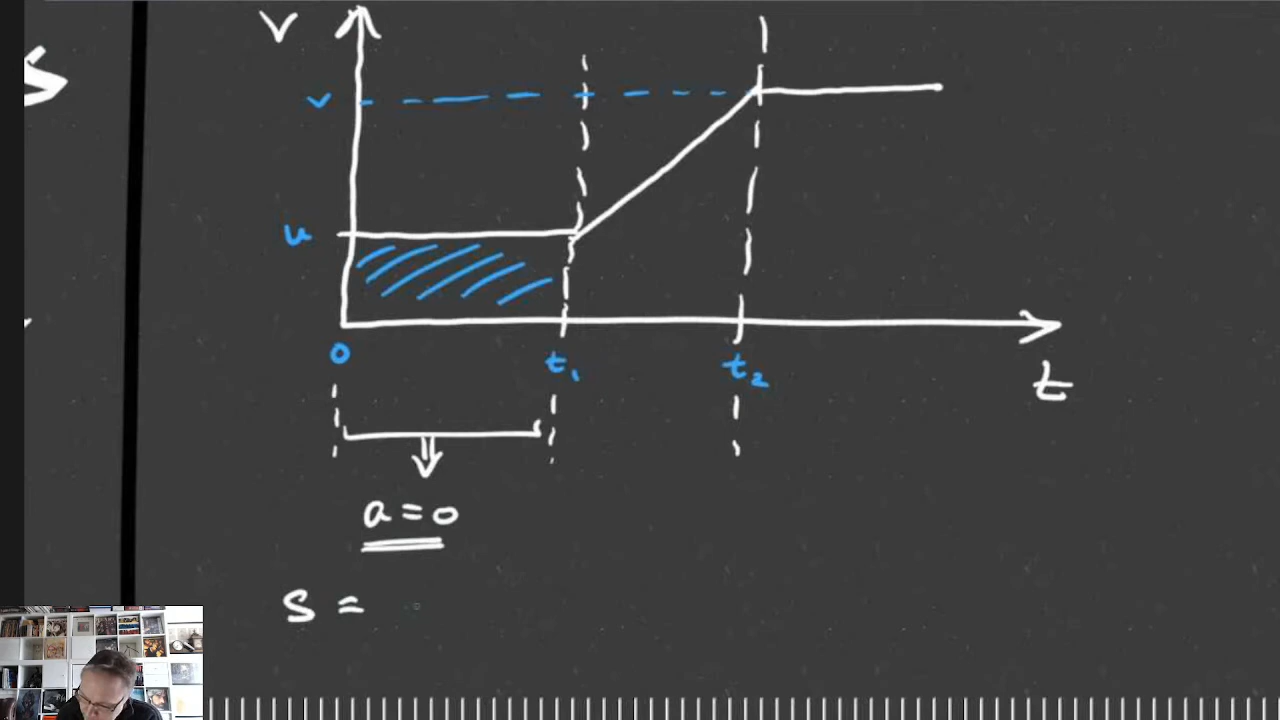 v
s
v
u
0 t₁ t₂
t
a = 0
s =